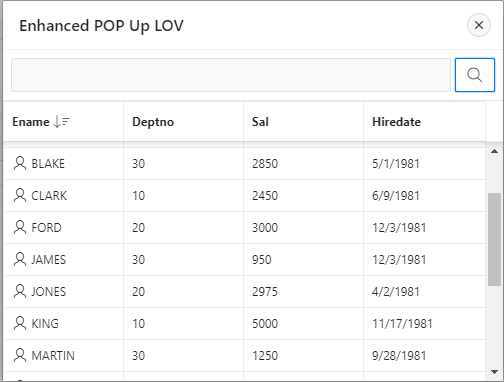 Enhanced POP Up LOV
Ename Deptno Sal Hiredate
BLAKE 30 2850 5/1/1981
CLARK 10 2450 6/9/1981
FORD 20 3000 12/3/1981
JAMES 30 950 12/3/1981
JONES 20 2975 4/2/1981
KING 10 5000 11/17/1981
MARTIN 30 1250 9/28/1981